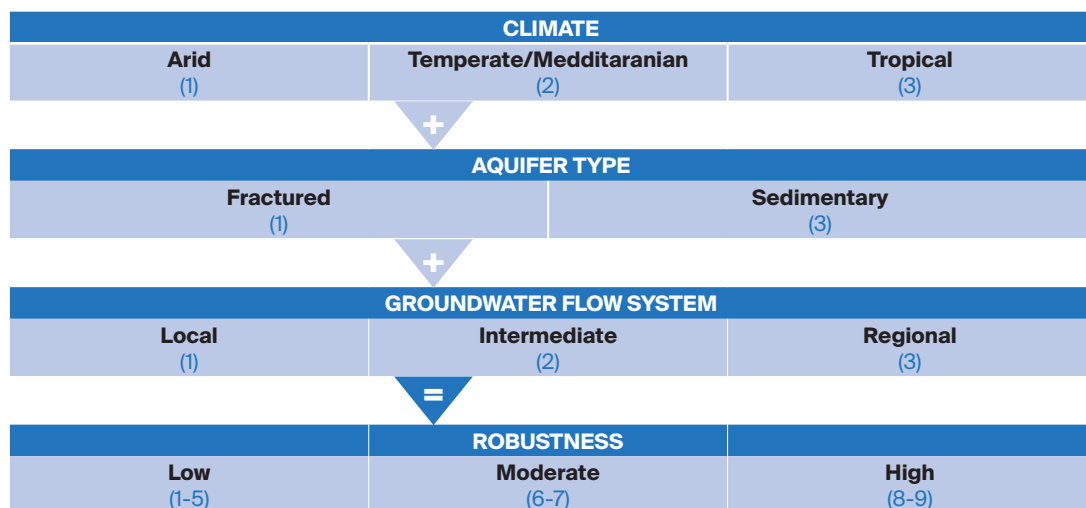 CLIMATE
Arid Temperate/Medditaranian Tropical
(1) (2) (3)
+
AQUIFER TYPE
Fractured Sedimentary
(1) (3)
+
GROUNDWATER FLOW SYSTEM
Local Intermediate Regional
(1) (2) (3)
=
ROBUSTNESS
Low Moderate High
(1-5) (6-7) (8-9)